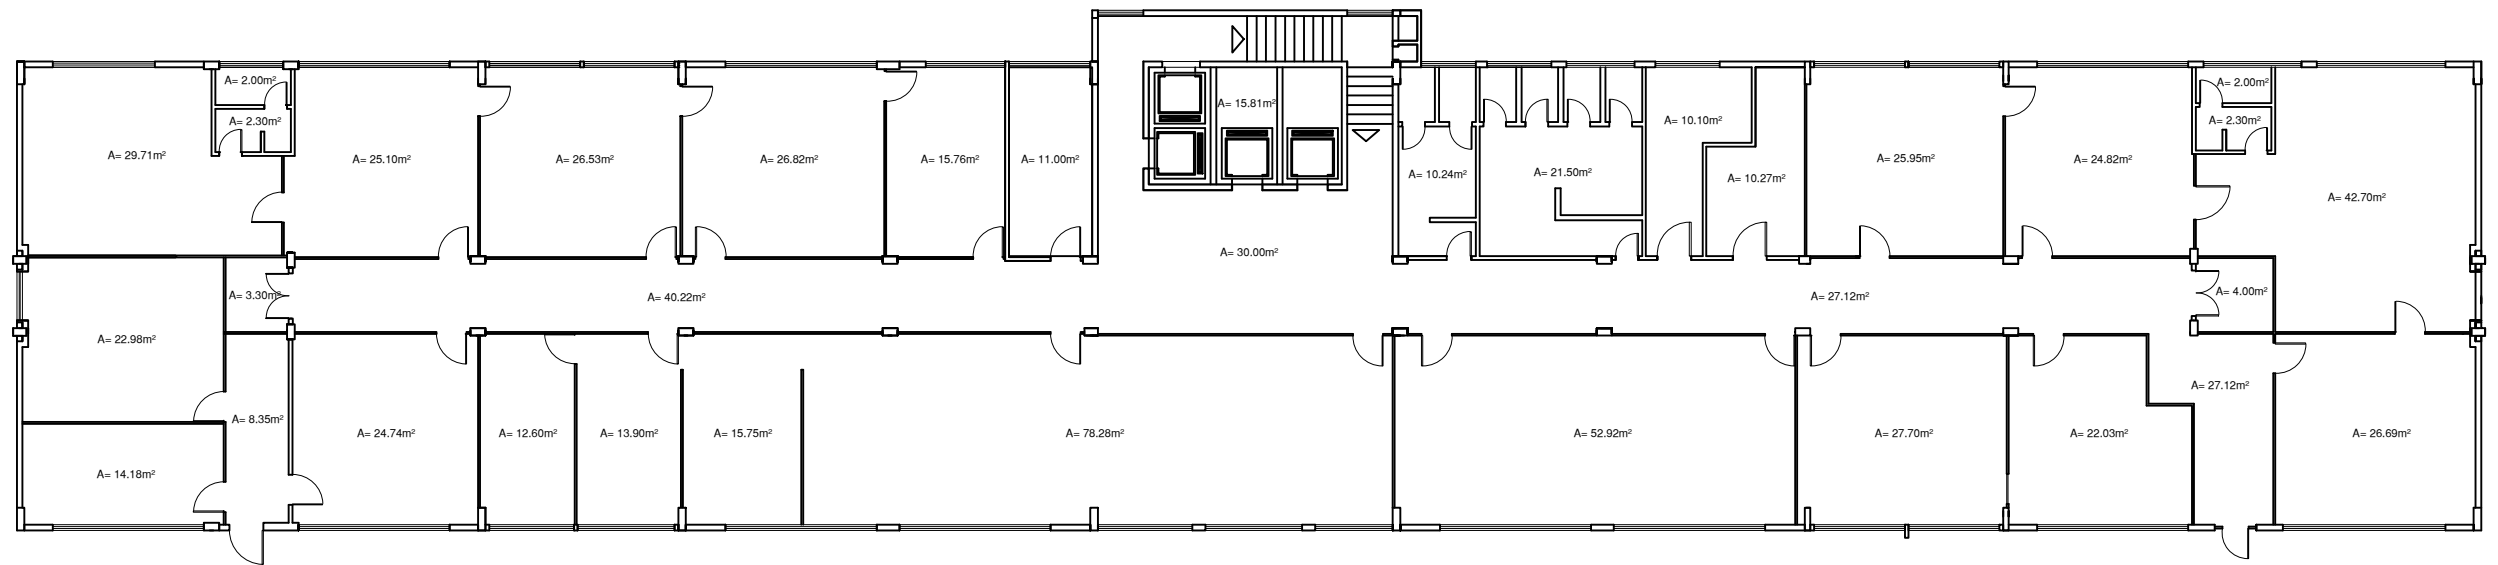 A= 2.00m²
A= 2.30m²
A= 29.71m²
A= 25.10m²
A= 26.53m²
A= 26.82m²
A= 15.76m²
A= 11.00m²
A= 15.81m²
A= 10.24m²
A= 21.50m²
A= 10.10m²
A= 10.27m²
A= 25.95m²
A= 24.82m²
A= 2.00m²
A= 2.30m²
A= 42.70m²
A= 30.00m²
A= 3.30m²
A= 40.22m²
A= 27.12m²
A= 4.00m²
A= 22.98m²
A= 27.12m²
A= 8.35m²
A= 14.18m²
A= 24.74m²
A= 12.60m²
A= 13.90m²
A= 15.75m²
A= 78.28m²
A= 52.92m²
A= 27.70m²
A= 22.03m²
A= 26.69m²